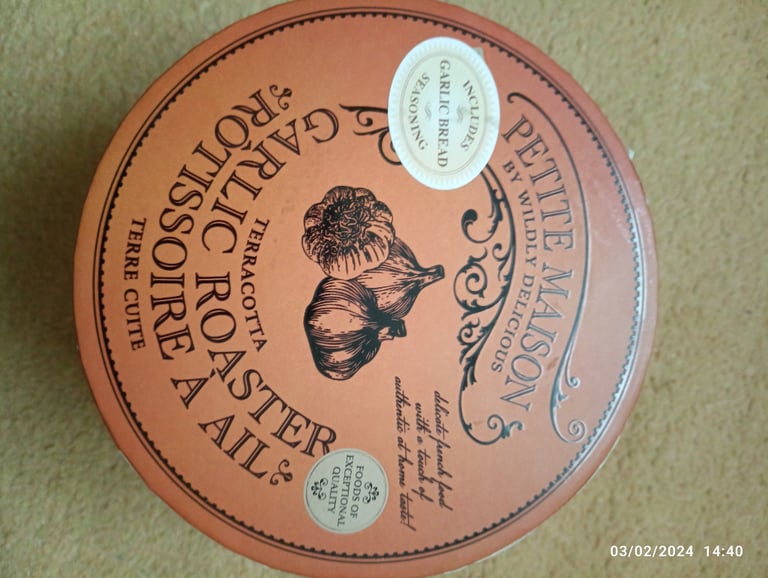 PETITE MAISON
BY WILDLY DELICIOUS
INCLUDES
GARLIC BREAD
SEASONING
delicate french food
with a touch of
authentic at home taste!
FOODS OF
EXCEPTIONAL
QUALITY
TERRACOTTA
GARLIC ROASTER
RÔTISSOIRE A AIL
TERRE CUITE
03/02/2024 14:40